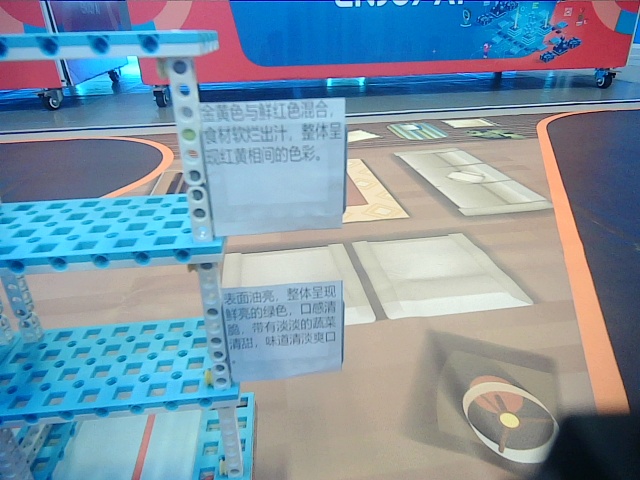 金黄色与鲜红色混合，
食材软烂出汁，整体呈
现红黄相间的色彩。
表面油亮，整体呈现
鲜亮的绿色，口感清
脆，带有淡淡的蔬菜
清甜，味道清淡爽口